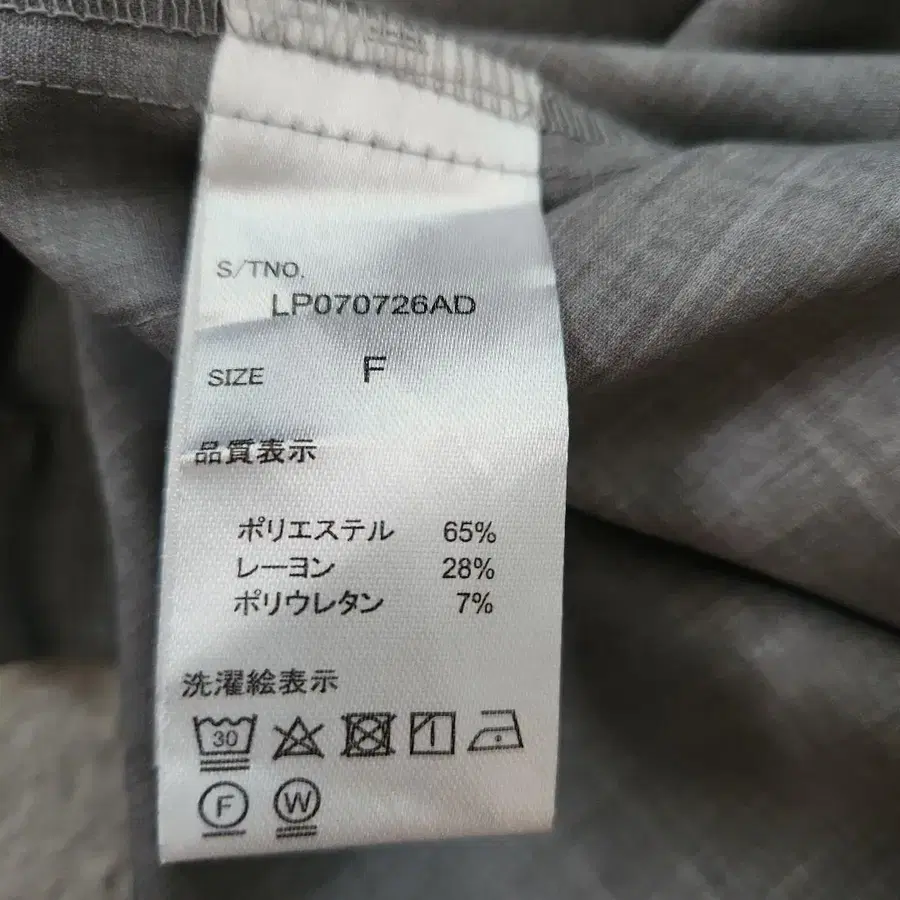 S/TNO.
LP070726AD
SIZE F
品質表示
ポリエステル 65%
レーヨン 28%
ポリウレタン 7%
洗濯絵表示
30
F W